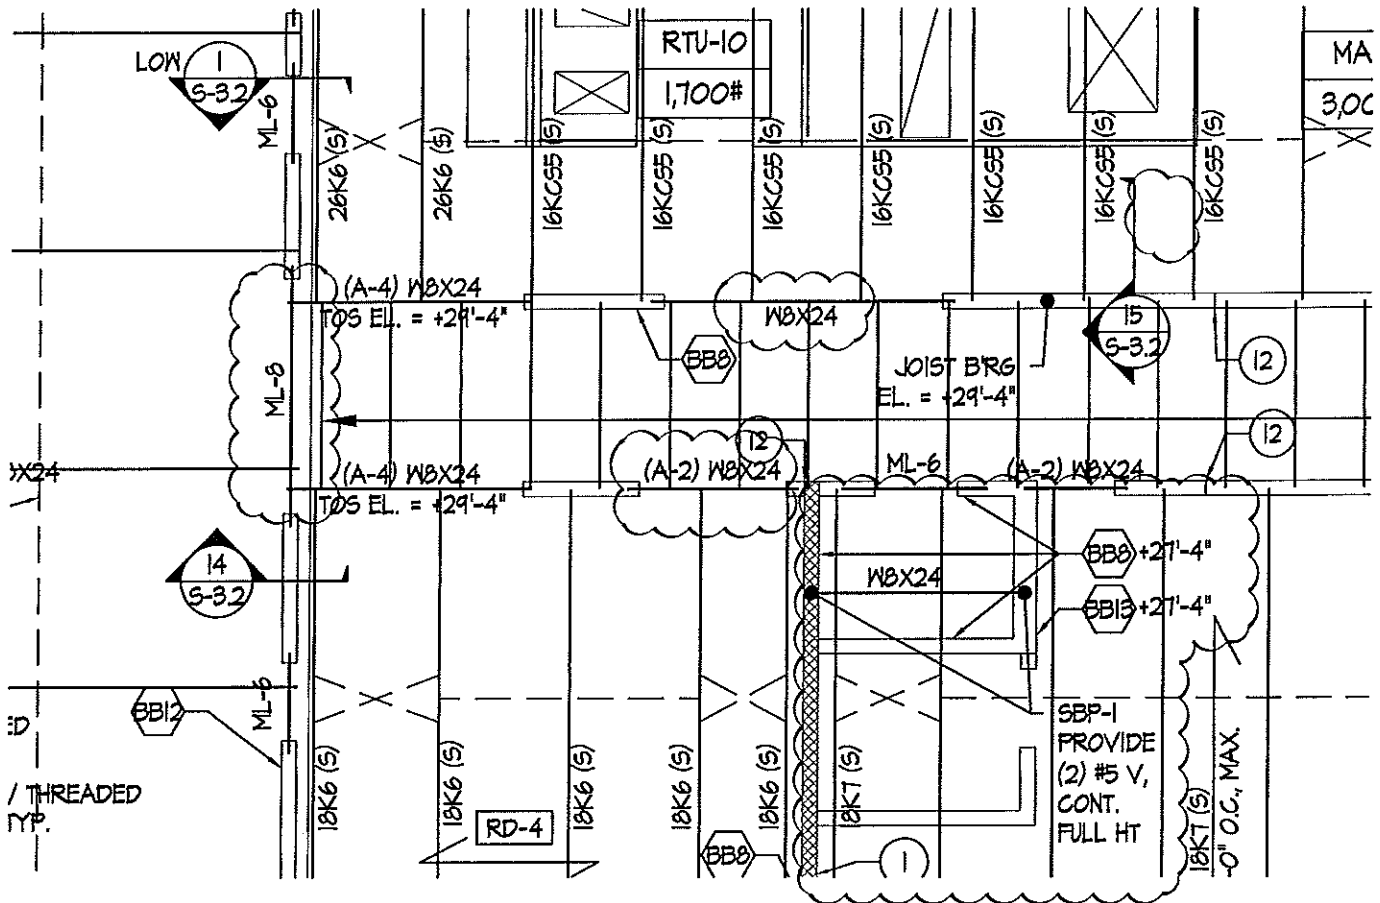 RTU-10
1,700#
MA
3,00
LOW
1
S-3.2
ML-6
26K6 (S)
26K6 (S)
16KCS5 (S)
16KCS5 (S)
16KCS5 (S)
16KCS5 (S)
16KCS5 (S)
16KCS5 (S)
16KCS5 (S)
(A-4) W8X24
TOS EL. = +29'-4"
W8X24
BB8
15
S-3.2
JOIST B'RG
EL. = +29'-4"
12
ML-8
12
12
X24
(A-4) W8X24
TOS EL. = +29'-4"
(A-2) W8X24
ML-6
(A-2) W8X24
14
S-3.2
BB8
+27'-4"
W8X24
BB13
+27'-4"
BB12
ML-6
ED
/ THREADED
TYP.
SBP-1
PROVIDE
(2) #5 V,
CONT.
FULL HT
18K6 (S)
18K6 (S)
18K6 (S)
18K6 (S)
18K6 (S)
18K7 (S)
18K7 (S)
-0" O.C., MAX.
RD-4
BB8
1